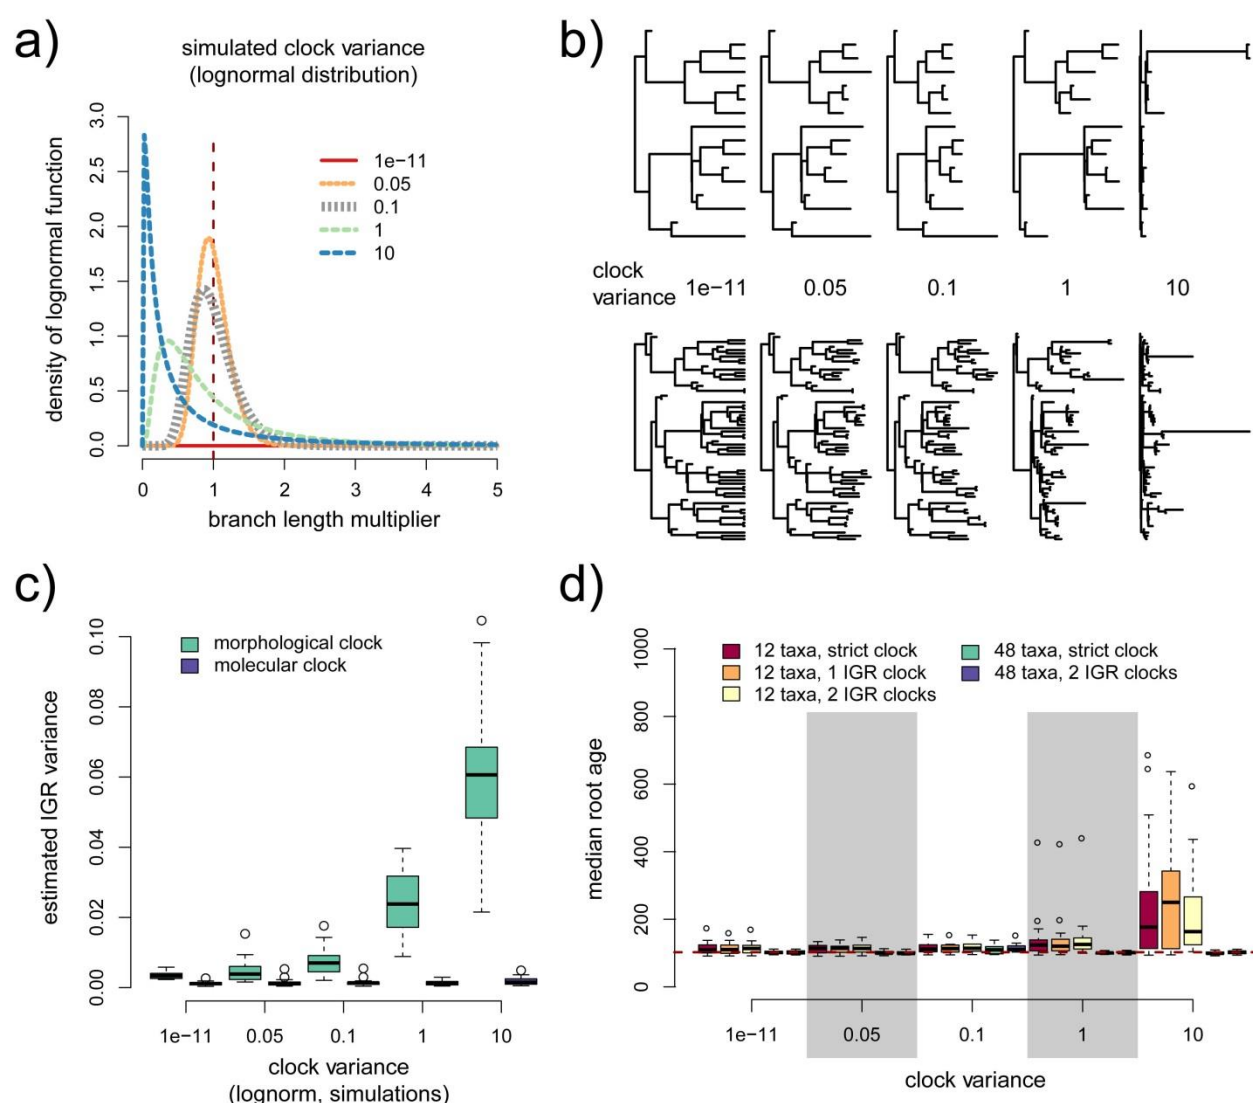 a)
simulated clock variance
(lognormal distribution)
density of lognormal function
3.0
2.5
2.0
1.5
1.0
0.5
0.0
1e−11
0.05
0.1
1
10
0 1 2 3 4 5
branch length multiplier
b)
clock
variance
1e-11 0.05 0.1 1 10
c)
estimated IGR variance
0.10
0.08
0.06
0.04
0.02
0.00
morphological clock
molecular clock
1e−11 0.05 0.1 1 10
clock variance
(lognorm, simulations)
d)
median root age
1000
800
600
400
200
0
12 taxa, strict clock
12 taxa, 1 IGR clock
12 taxa, 2 IGR clocks
48 taxa, strict clock
48 taxa, 2 IGR clocks
1e−11 0.05 0.1 1 10
clock variance